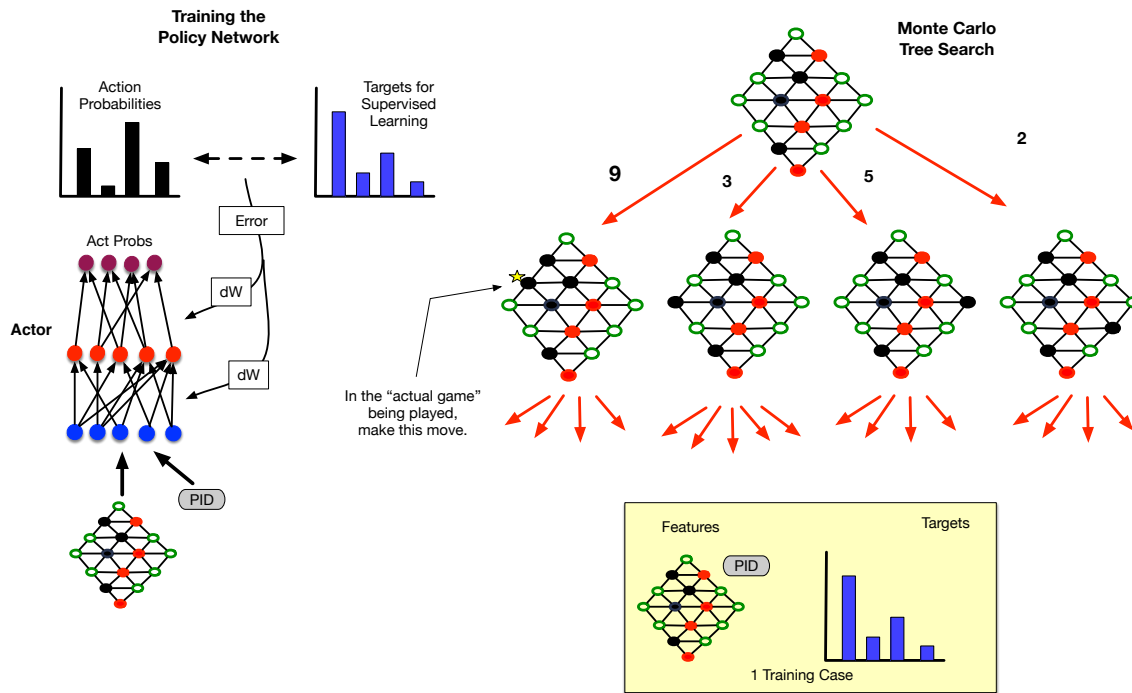 Training the
Policy Network
Action
Probabilities
Targets for
Supervised
Learning
Error
Act Probs
dW
Actor
dW
PID
Monte Carlo
Tree Search
9
3
5
2
In the “actual game”
being played,
make this move.
Features
Targets
PID
1 Training Case